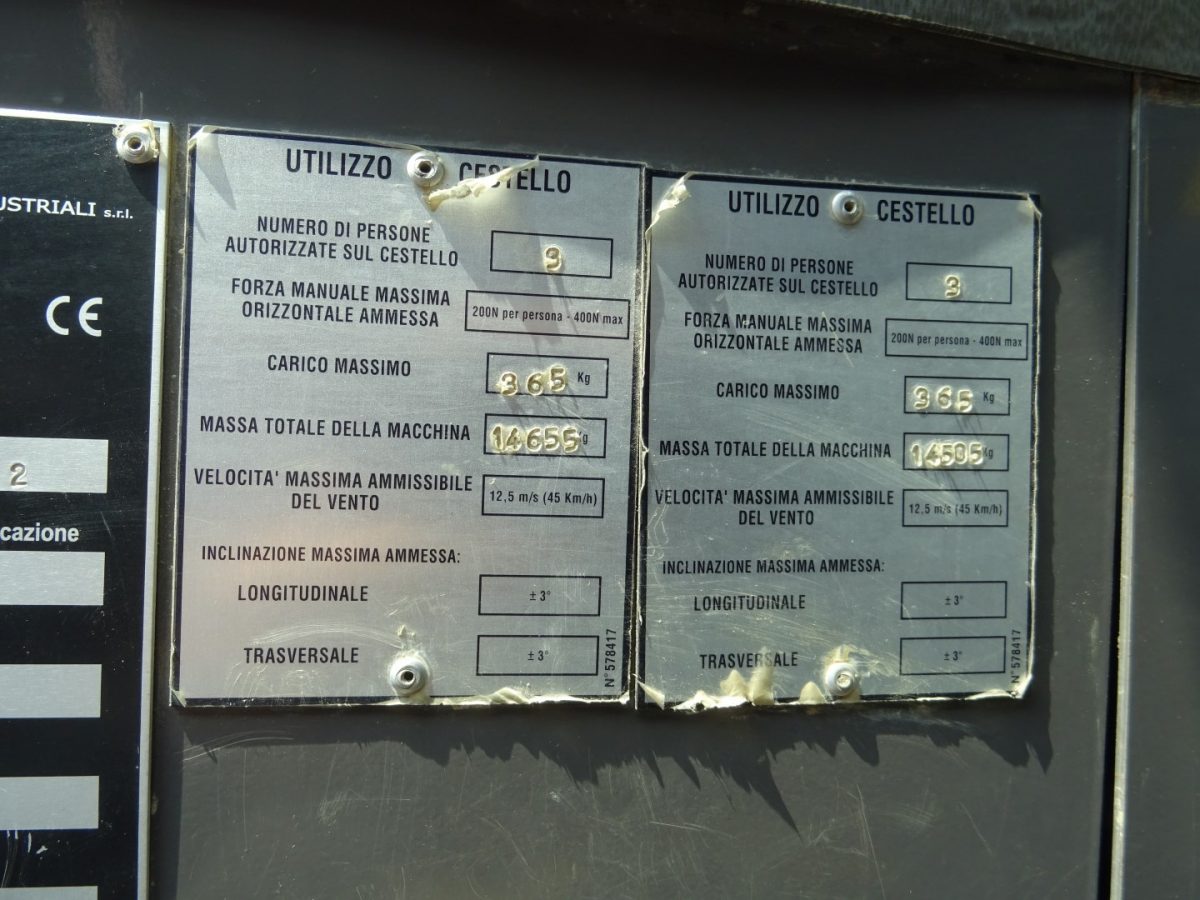 USTRIALI s.r.l.
CE
2
cazione
UTILIZZO CESTELLO
NUMERO DI PERSONE
AUTORIZZATE SUL CESTELLO 3
FORZA MANUALE MASSIMA
ORIZZONTALE AMMESSA 200N per persona - 400N max
CARICO MASSIMO 365 Kg
MASSA TOTALE DELLA MACCHINA 14655 Kg
VELOCITA' MASSIMA AMMISSIBILE
DEL VENTO 12,5 m/s (45 Km/h)
INCLINAZIONE MASSIMA AMMESSA:
LONGITUDINALE ± 3°
TRASVERSALE ± 3°
N° 578417
UTILIZZO CESTELLO
NUMERO DI PERSONE
AUTORIZZATE SUL CESTELLO 3
FORZA MANUALE MASSIMA
ORIZZONTALE AMMESSA 200N per persona - 400N max
CARICO MASSIMO 365 Kg
MASSA TOTALE DELLA MACCHINA 14505 Kg
VELOCITA' MASSIMA AMMISSIBILE
DEL VENTO 12,5 m/s (45 Km/h)
INCLINAZIONE MASSIMA AMMESSA:
LONGITUDINALE ± 3°
TRASVERSALE ± 3°
N° 578417